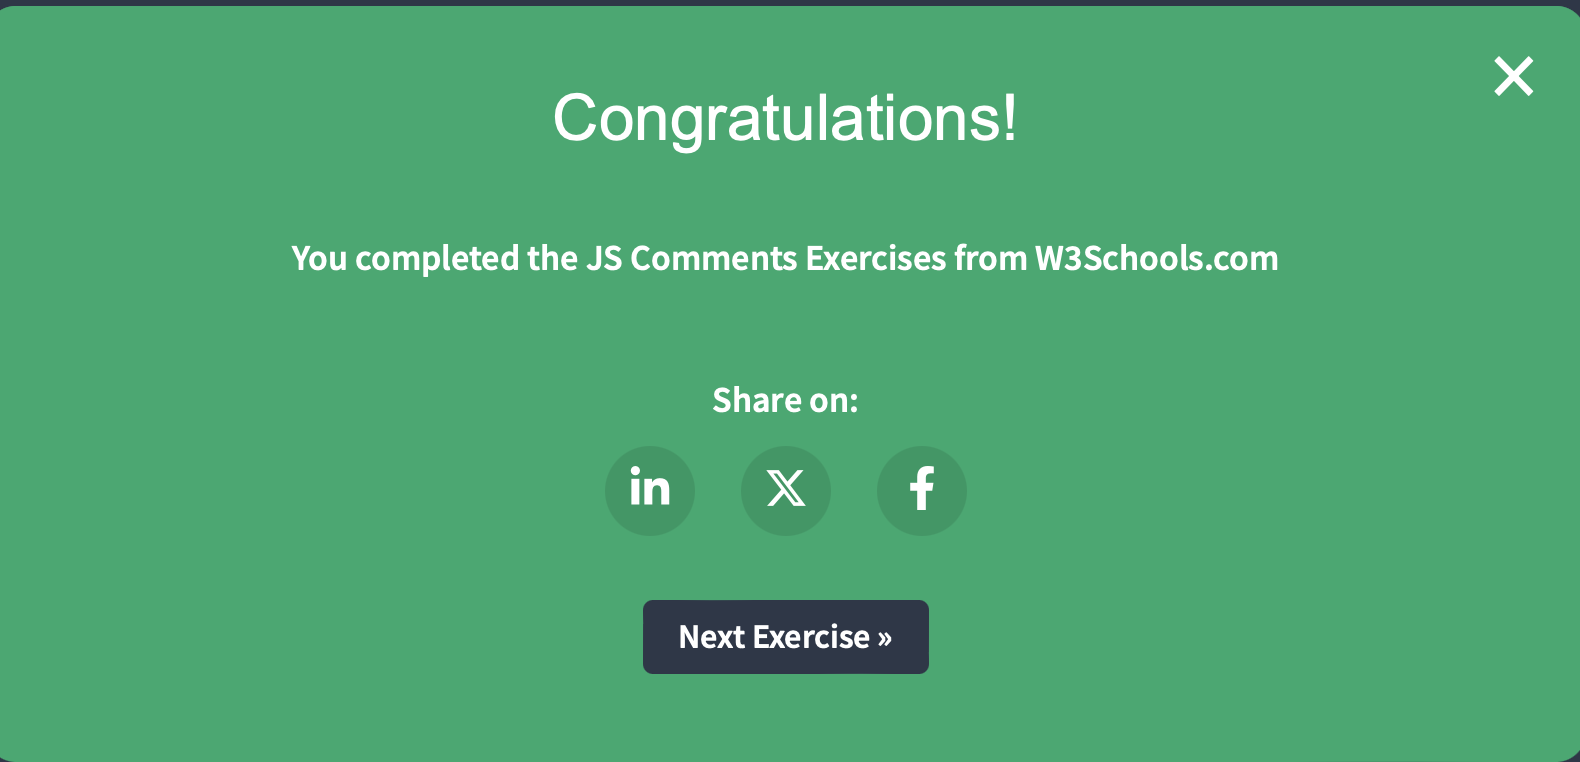 Congratulations!
You completed the JS Comments Exercises from W3Schools.com
Share on:
in X f
Next Exercise »